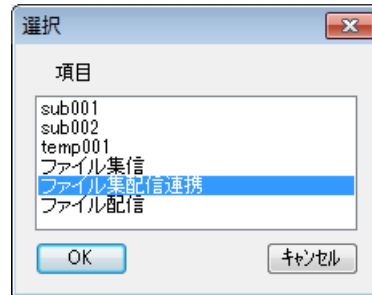 選択
項目
sub001
sub002
temp001
ファイル集信
ファイル集配信連携
ファイル配信
OK
キャンセル